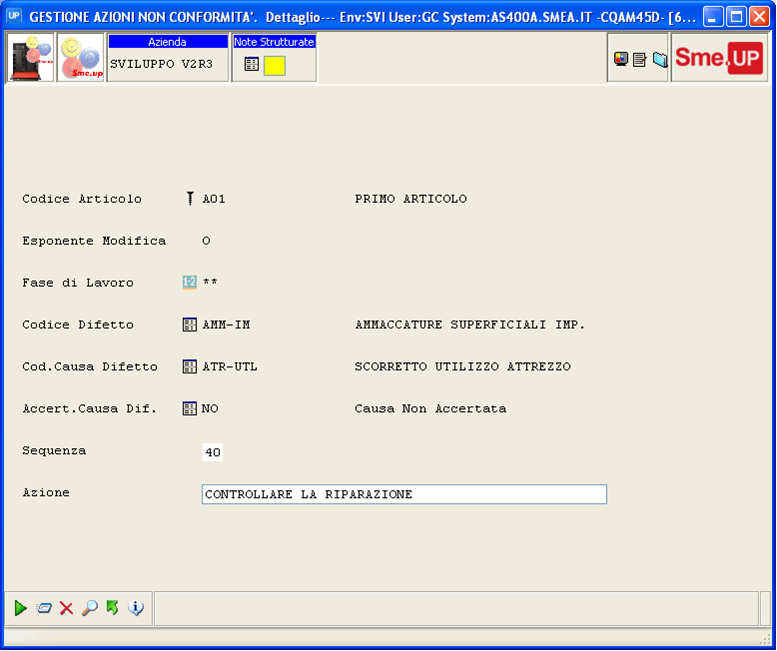 UP GESTIONE AZIONI NON CONFORMITA'. Dettaglio--- Env:SVI User:GC System:AS400A.SMEA.IT -CQAM45D- [6...
Sme.up
Azienda
SVILUPPO V2R3
Note Strutturate
Sme.UP
Codice Articolo A01 PRIMO ARTICOLO
Esponente Modifica 0
Fase di Lavoro **
Codice Difetto AMM-IM AMMACCATURE SUPERFICIALI IMP.
Cod.Causa Difetto ATR-UTL SCORRETTO UTILIZZO ATTREZZO
Accert.Causa Dif. NO Causa Non Accertata
Sequenza 40
Azione CONTROLLARE LA RIPARAZIONE